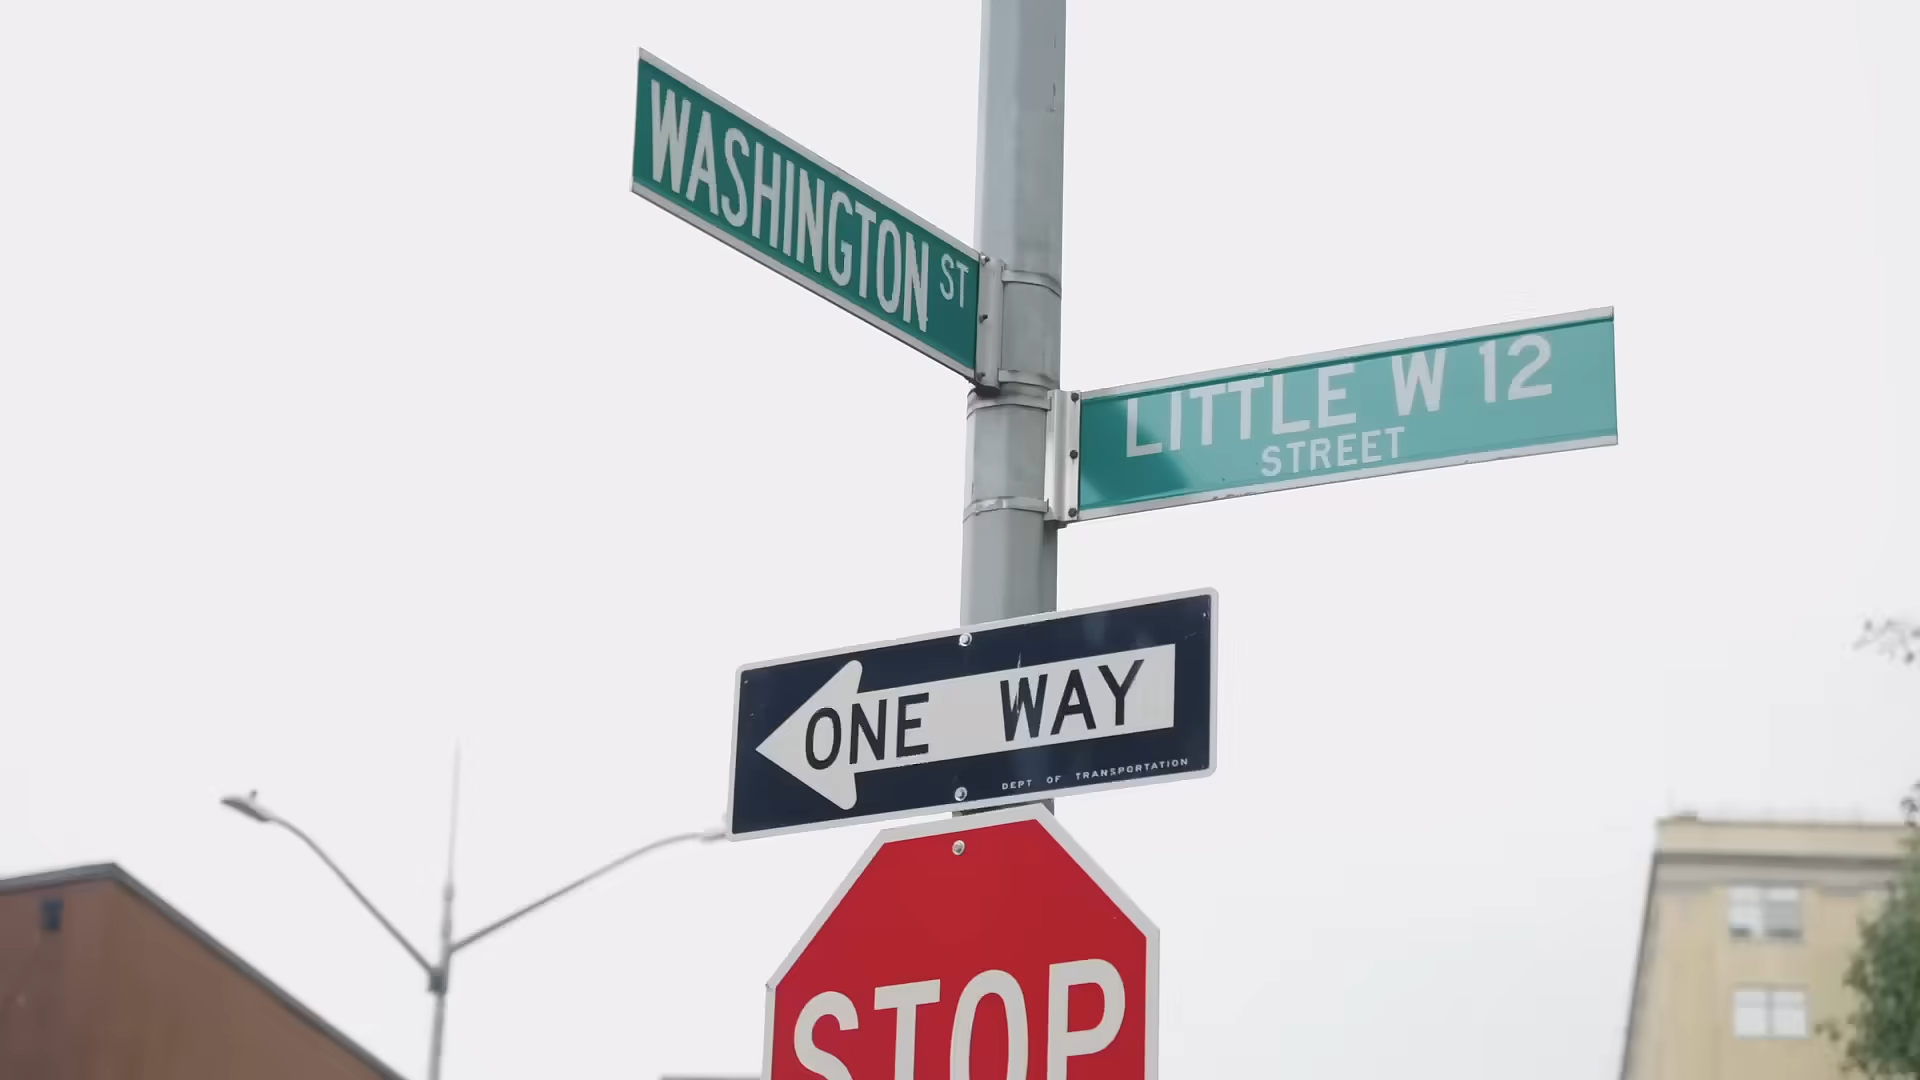 WASHINGTON ST
LITTLE W 12
STREET
ONE WAY
DEPT OF TRANSPORTATION
STOP